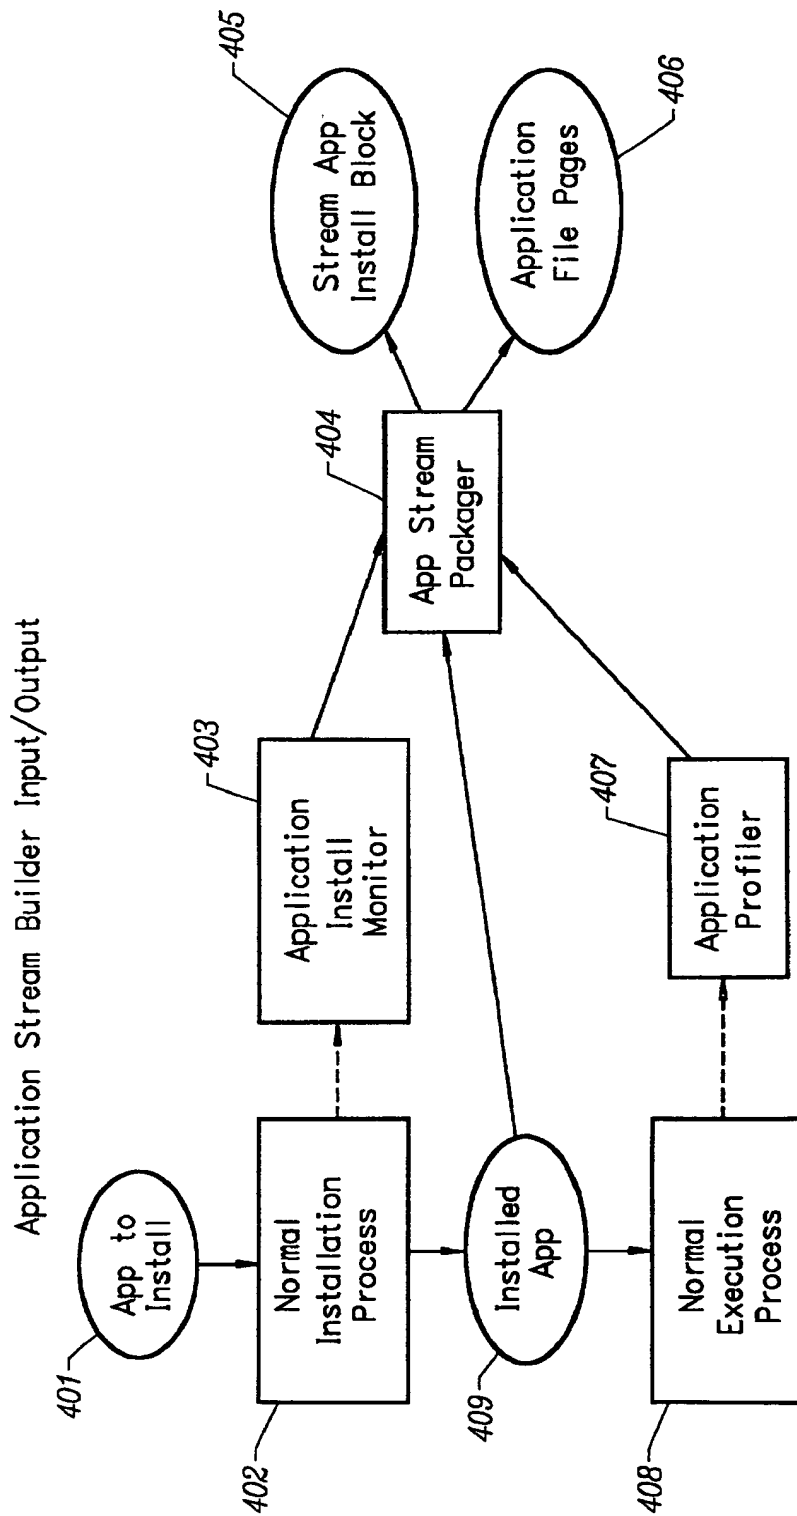 Application Stream Builder Input/Output
401
App to
Install
402
Normal
Installation
Process
403
Application
Install
Monitor
404
App Stream
Packager
405
Stream App
Install Block
406
Application
File Pages
409
Installed
App
407
Application
Profiler
408
Normal
Execution
Process